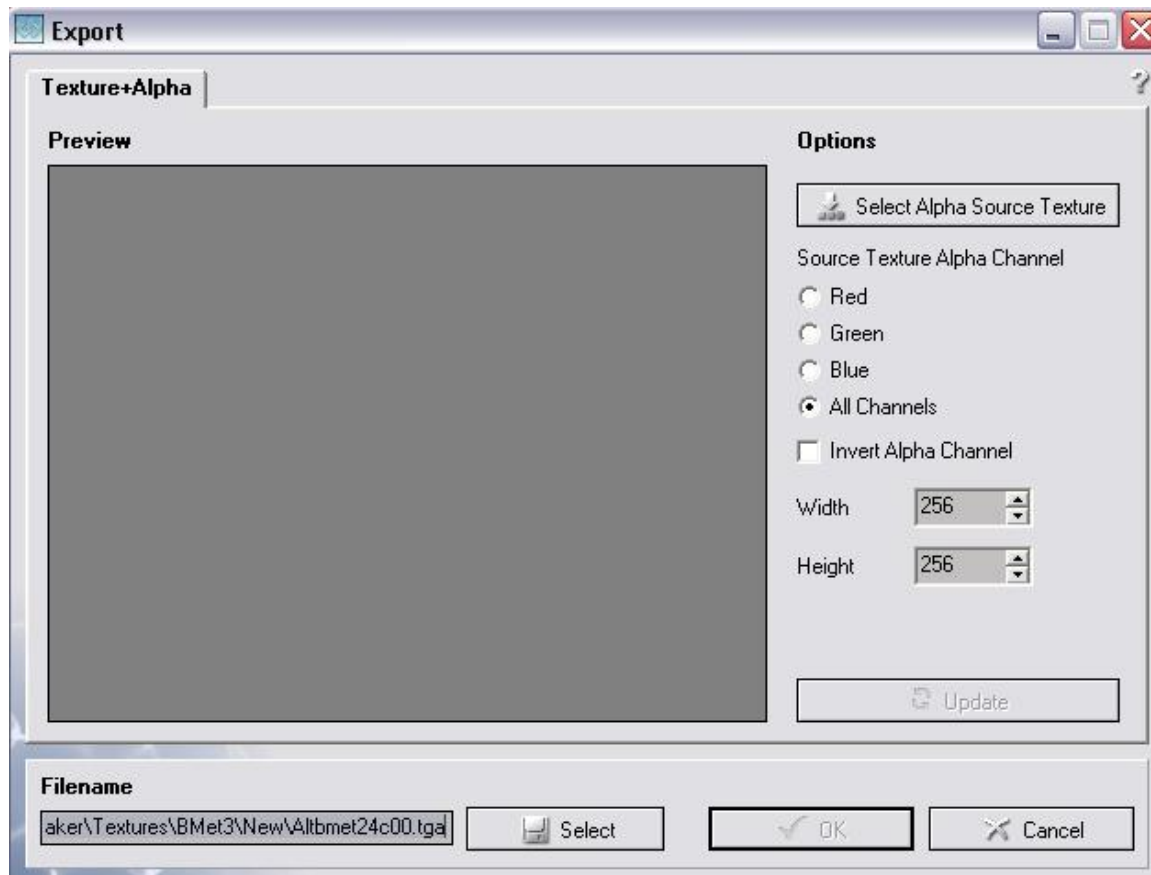 Export
Texture+Alpha
?
Preview
Options
Select Alpha Source Texture
Source Texture Alpha Channel
Red
Green
Blue
All Channels
Invert Alpha Channel
Width 256
Height 256
Update
Filename
aker\Textures\BMet3\New\Altbmet24c00.tga
Select
OK
Cancel